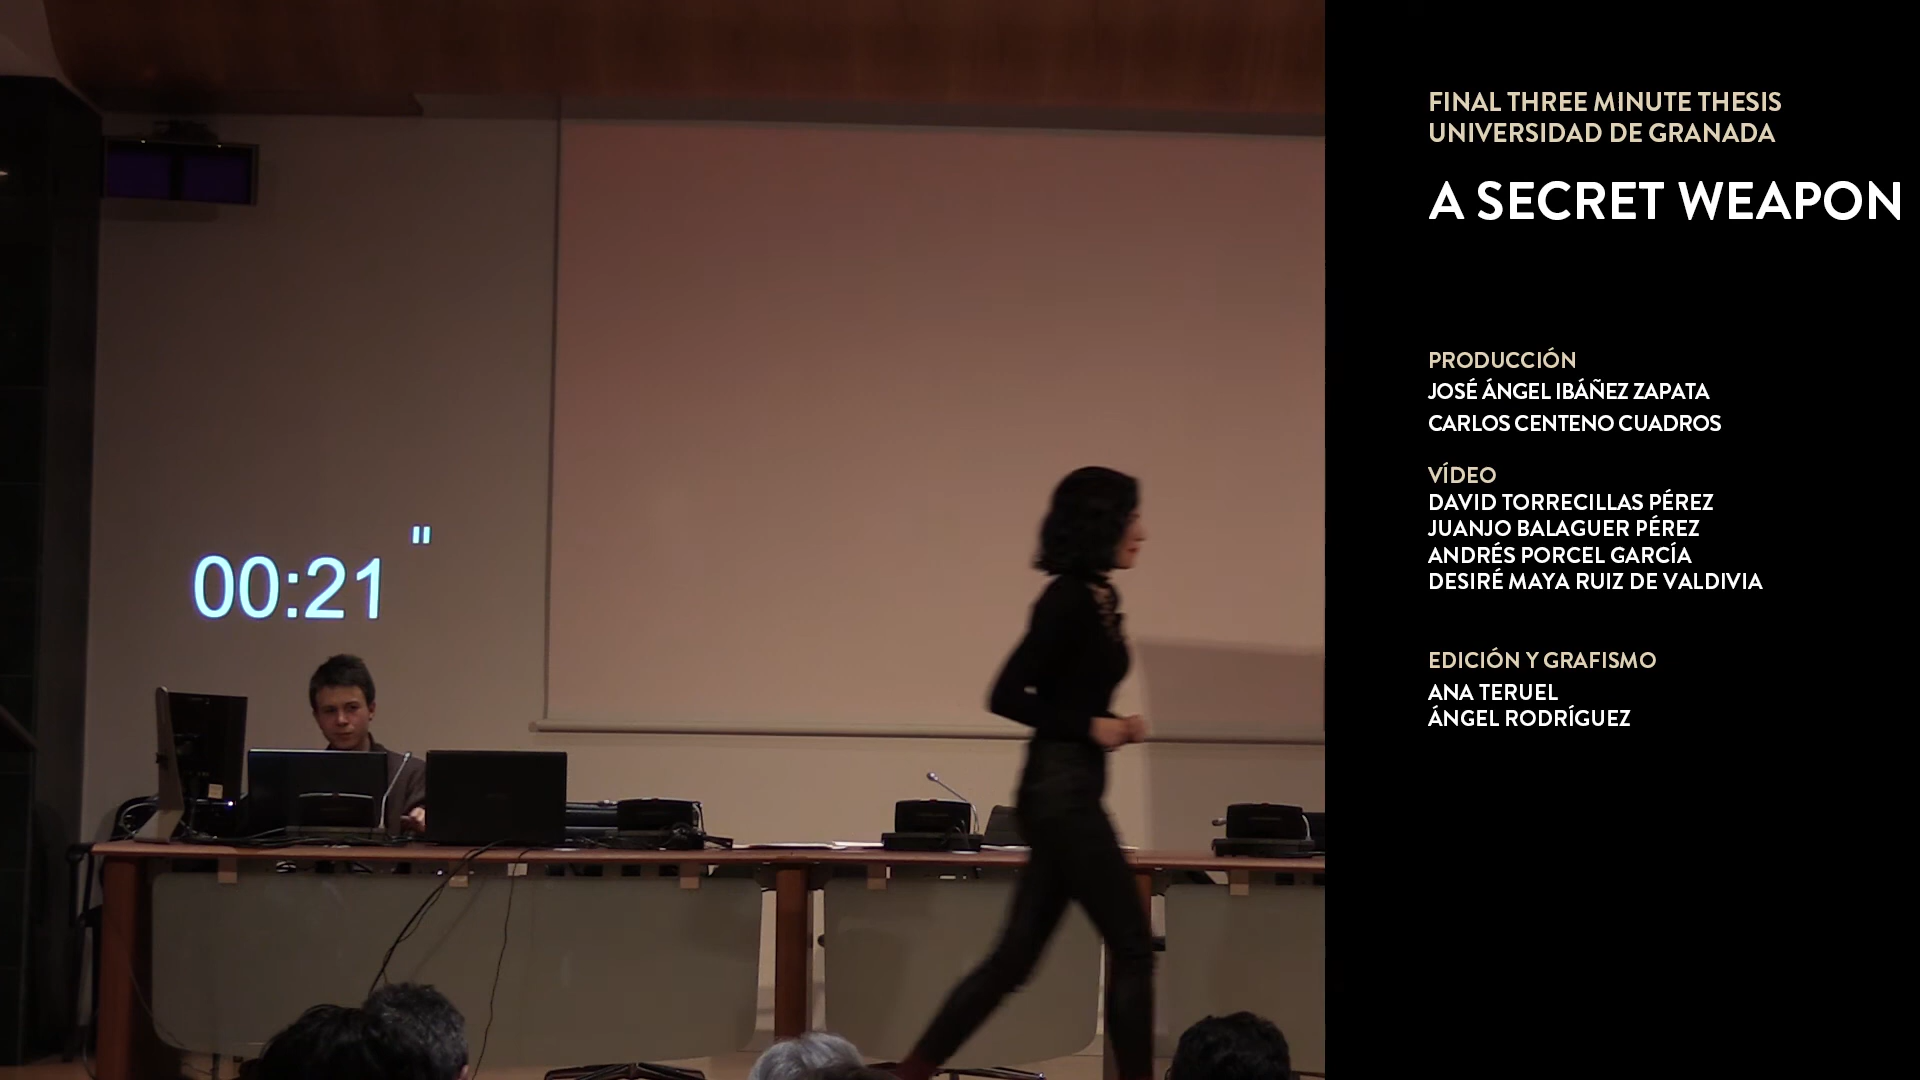 FINAL THREE MINUTE THESIS
UNIVERSIDAD DE GRANADA
A SECRET WEAPON
PRODUCCIÓN
JOSÉ ÁNGEL IBÁÑEZ ZAPATA
CARLOS CENTENO CUADROS
VÍDEO
DAVID TORRECILLAS PÉREZ
JUANJO BALAGUER PÉREZ
ANDRÉS PORCEL GARCÍA
DESIRÉ MAYA RUIZ DE VALDIVIA
EDICIÓN Y GRAFISMO
ANA TERUEL
ÁNGEL RODRÍGUEZ
00:21 "